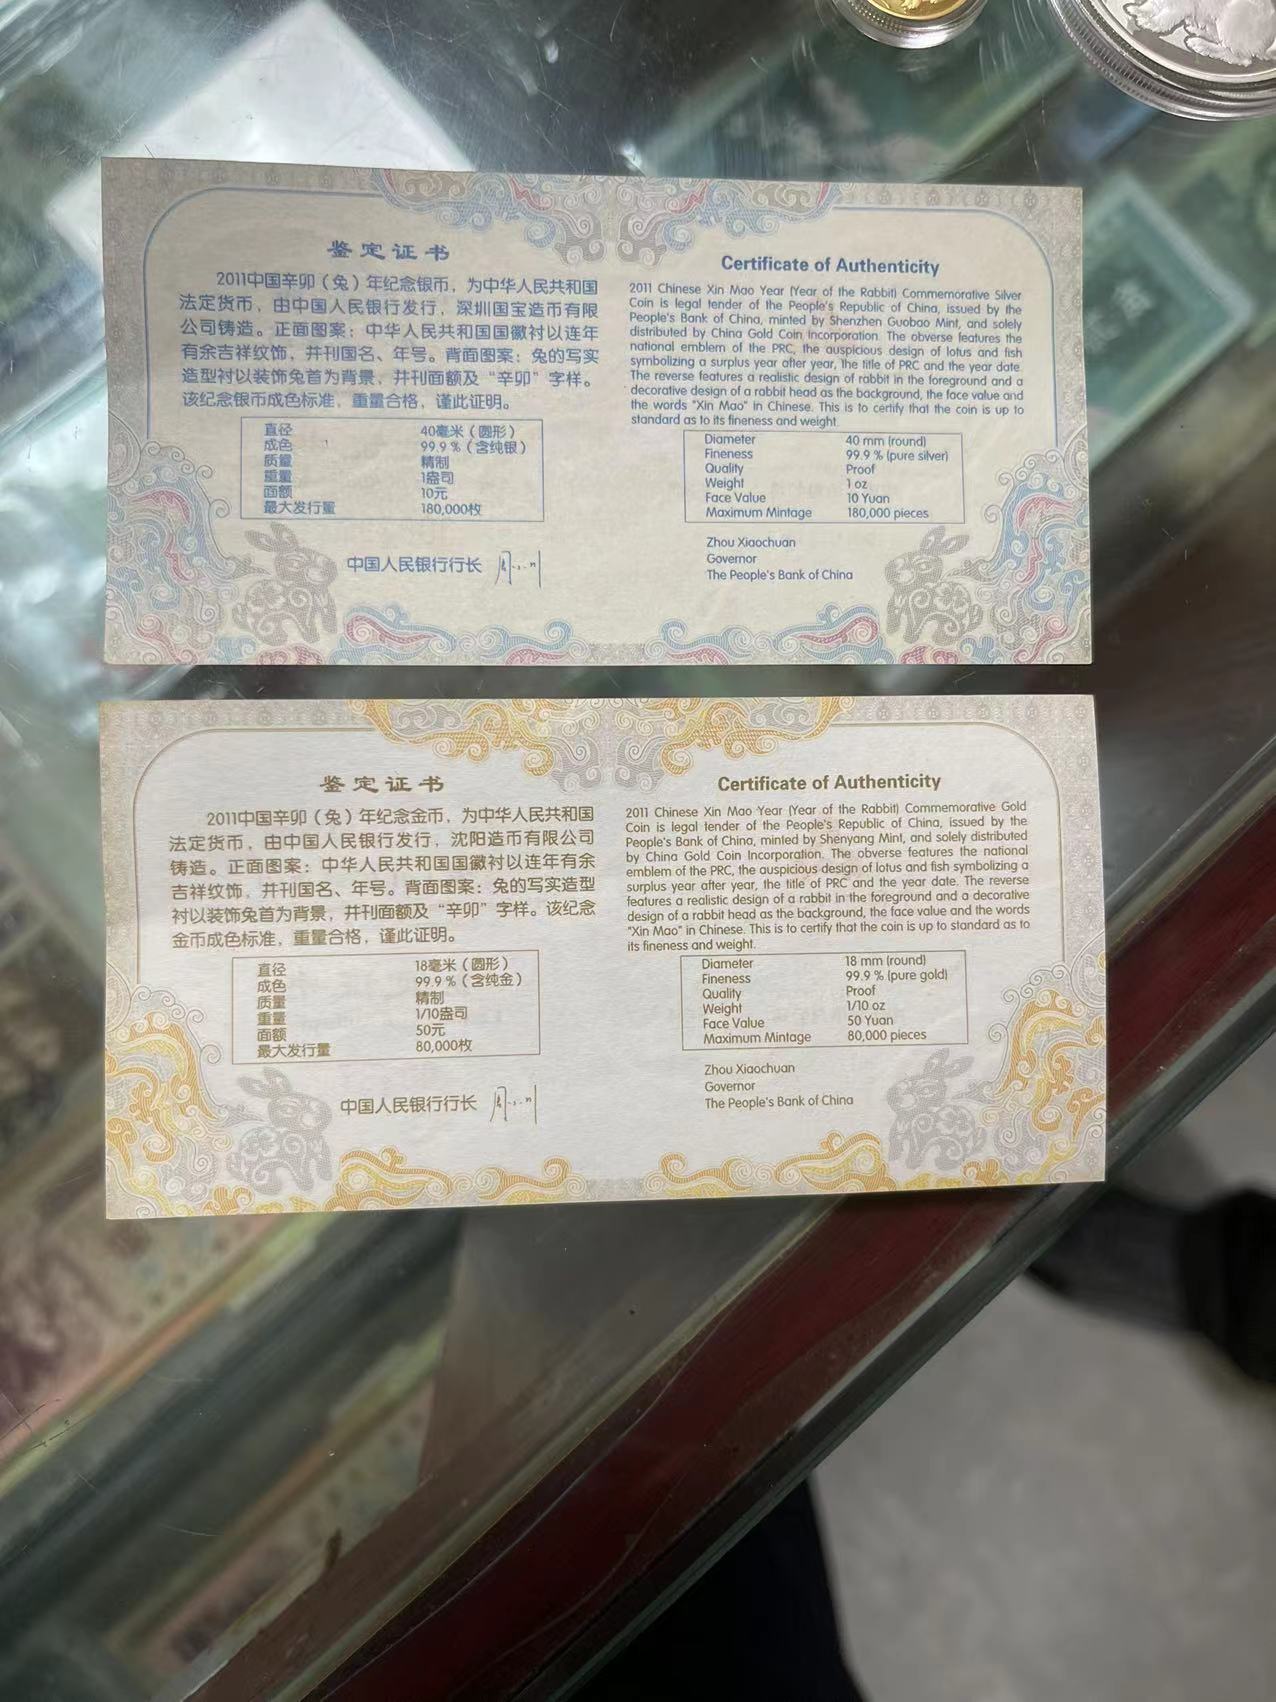 鉴定证书
2011中国辛卯（兔）年纪念银币，为中华人民共和国
法定货币，由中国人民银行发行，深圳国宝造币有限
公司铸造。正面图案：中华人民共和国国徽衬以连年
有余吉祥纹饰，并刊国名、年号。背面图案：兔的写实
造型衬以装饰兔首为背景，并刊面额及“辛卯”字样。
该纪念银币成色标准，重量合格，谨此证明。
直径 40毫米（圆形）
成色 99.9％（含纯银）
质量 精制
重量 1盎司
面额 10元
最大发行量 180,000枚
中国人民银行行长
Certificate of Authenticity
2011 Chinese Xin Mao Year (Year of the Rabbit) Commemorative Silver
Coin is legal tender of the People's Republic of China, issued by the
People's Bank of China, minted by Shenzhen Guobao Mint, and solely
distributed by China Gold Coin Incorporation. The obverse features the
national emblem of the PRC, the auspicious design of lotus and fish
symbolizing a surplus year after year, the title of PRC and the year date.
The reverse features a realistic design of rabbit in the foreground and a
decorative design of a rabbit head as the background, the face value and
the words "Xin Mao" in Chinese. This is to certify that the coin is up to
standard as to its fineness and weight.
Diameter 40 mm (round)
Fineness 99.9 % (pure silver)
Quality Proof
Weight 1 oz
Face Value 10 Yuan
Maximum Mintage 180,000 pieces
Zhou Xiaochuan
Governor
The People's Bank of China
鉴定证书
2011中国辛卯（兔）年纪念金币，为中华人民共和国
法定货币，由中国人民银行发行，沈阳造币有限公司
铸造。正面图案：中华人民共和国国徽衬以连年有余
吉祥纹饰，并刊国名、年号。背面图案：兔的写实造型
衬以装饰兔首为背景，并刊面额及“辛卯”字样。该纪念
金币成色标准，重量合格，谨此证明。
直径 18毫米（圆形）
成色 99.9％（含纯金）
质量 精制
重量 1/10盎司
面额 50元
最大发行量 80,000枚
中国人民银行行长
Certificate of Authenticity
2011 Chinese Xin Mao Year (Year of the Rabbit) Commemorative Gold
Coin is legal tender of the People's Republic of China, issued by the
People's Bank of China, minted by Shenyang Mint, and solely distributed
by China Gold Coin Incorporation. The obverse features the national
emblem of the PRC, the auspicious design of lotus and fish symbolizing a
surplus year after year, the title of PRC and the year date. The reverse
features a realistic design of rabbit in the foreground and a decorative
design of a rabbit head as the background, the face value and the words
"Xin Mao" in Chinese. This is to certify that the coin is up to standard as to
its fineness and weight.
Diameter 18 mm (round)
Fineness 99.9 % (pure gold)
Quality Proof
Weight 1/10 oz
Face Value 50 Yuan
Maximum Mintage 80,000 pieces
Zhou Xiaochuan
Governor
The People's Bank of China